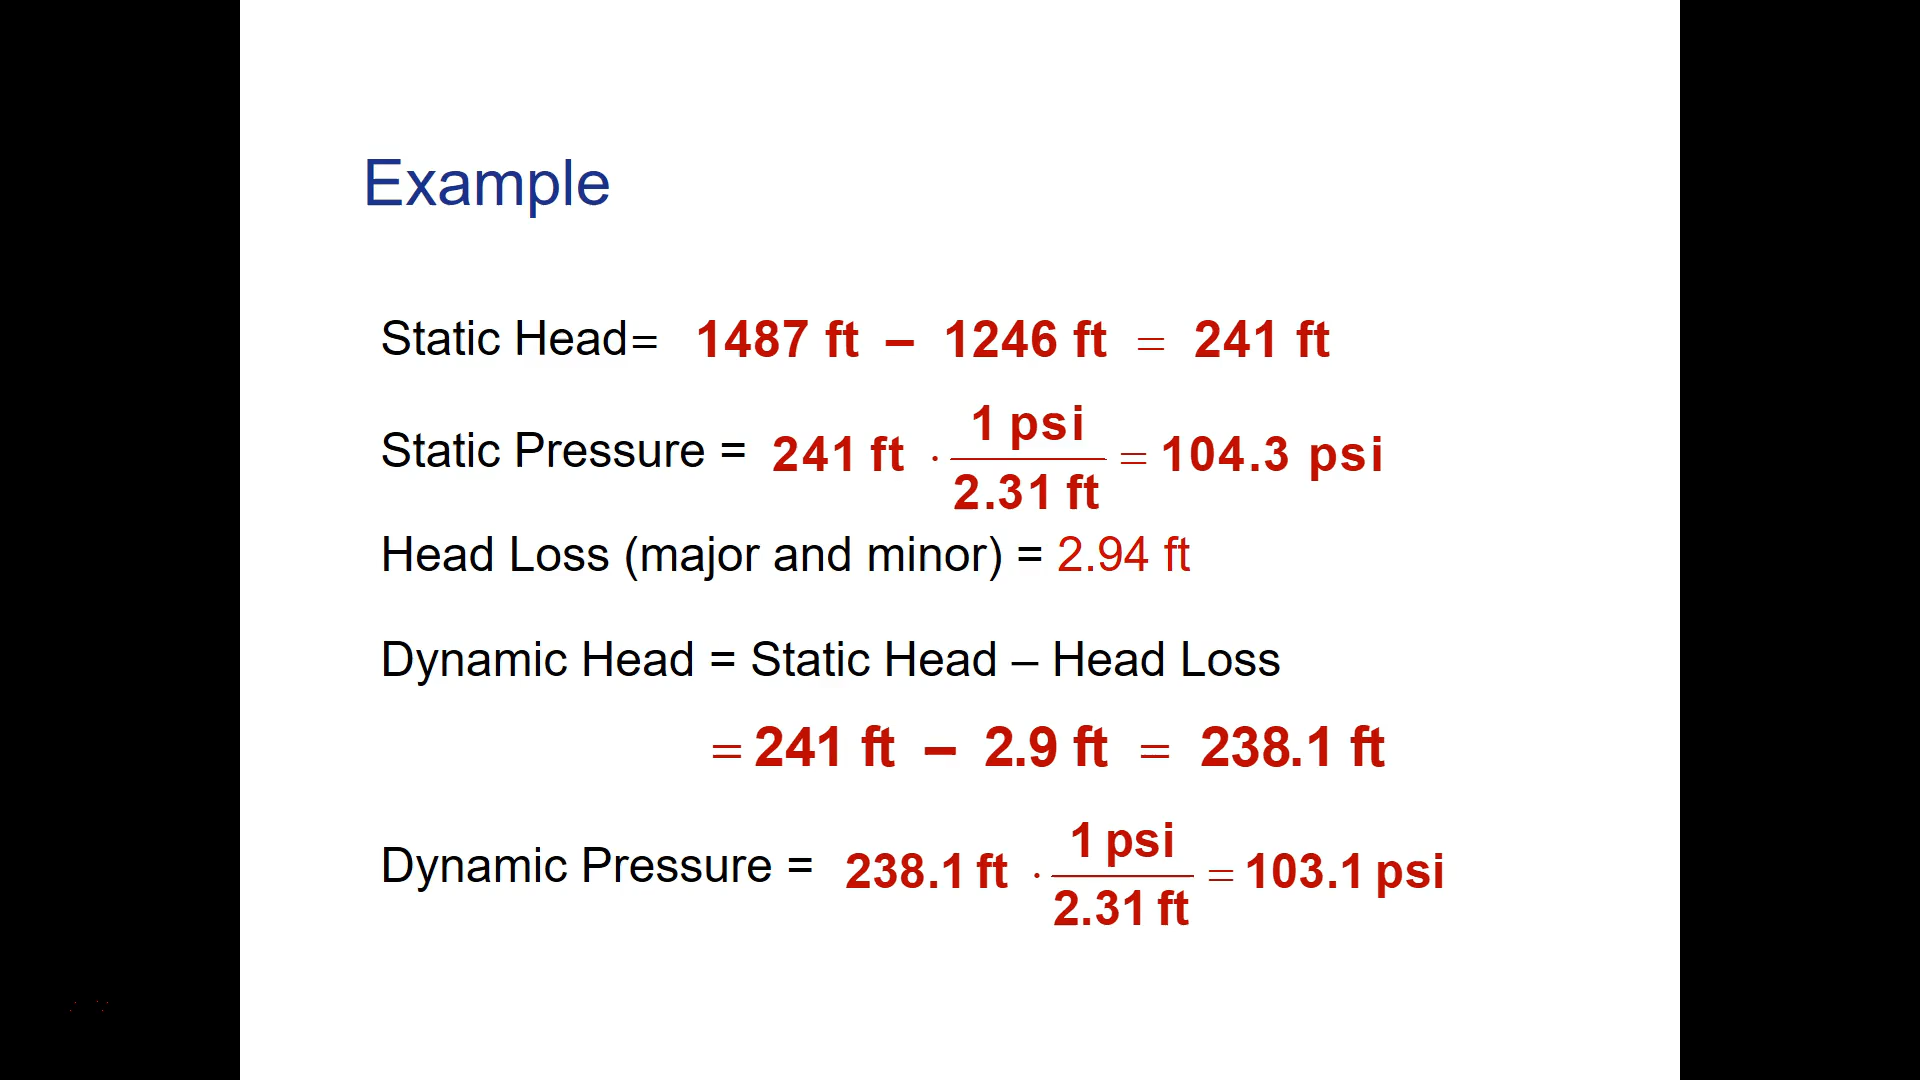 Example
Static Head= 1487 ft – 1246 ft = 241 ft
Static Pressure = 241 ft · 1 psi / 2.31 ft = 104.3 psi
Head Loss (major and minor) = 2.94 ft
Dynamic Head = Static Head – Head Loss
= 241 ft – 2.9 ft = 238.1 ft
Dynamic Pressure = 238.1 ft · 1 psi / 2.31 ft = 103.1 psi